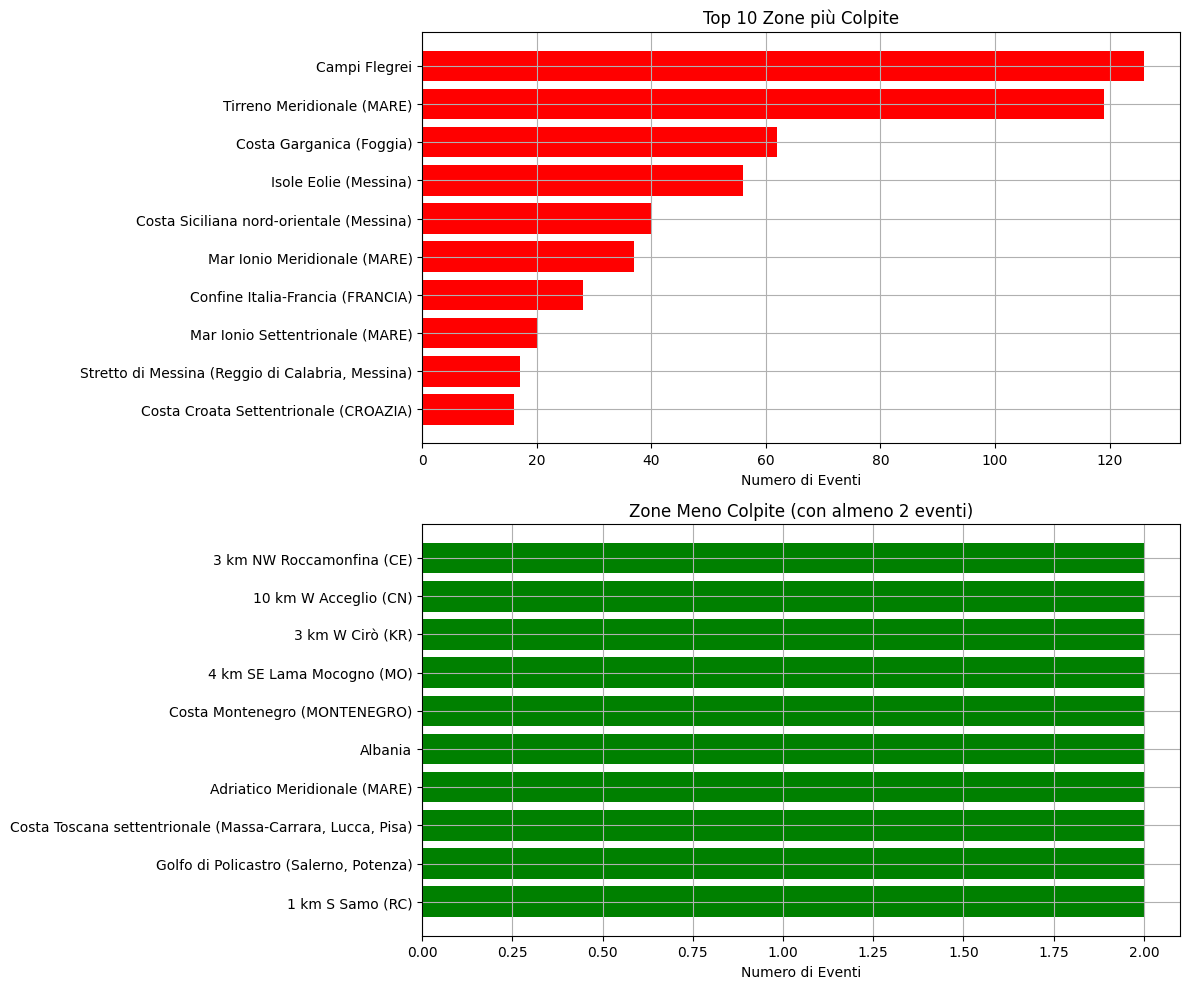 Top 10 Zone più Colpite
Campi Flegrei
Tirreno Meridionale (MARE)
Costa Garganica (Foggia)
Isole Eolie (Messina)
Costa Siciliana nord-orientale (Messina)
Mar Ionio Meridionale (MARE)
Confine Italia-Francia (FRANCIA)
Mar Ionio Settentrionale (MARE)
Stretto di Messina (Reggio di Calabria, Messina)
Costa Croata Settentrionale (CROAZIA)
0 20 40 60 80 100 120
Numero di Eventi
Zone Meno Colpite (con almeno 2 eventi)
3 km NW Roccamonfina (CE)
10 km W Acceglio (CN)
3 km W Cirò (KR)
4 km SE Lama Mocogno (MO)
Costa Montenegro (MONTENEGRO)
Albania
Adriatico Meridionale (MARE)
Costa Toscana settentrionale (Massa-Carrara, Lucca, Pisa)
Golfo di Policastro (Salerno, Potenza)
1 km S Samo (RC)
0.00 0.25 0.50 0.75 1.00 1.25 1.50 1.75 2.00
Numero di Eventi